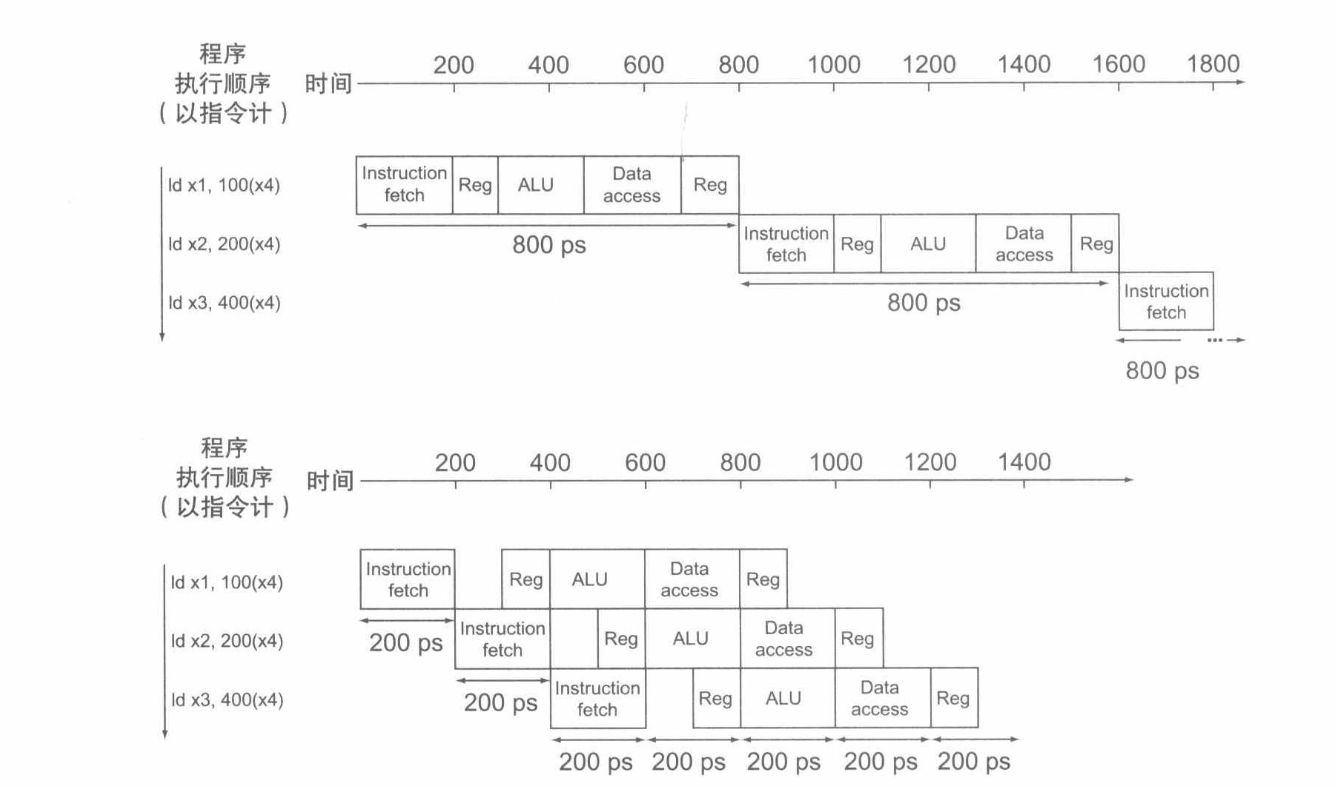 程序
执行顺序
（以指令计）
时间
200 400 600 800 1000 1200 1400 1600 1800
ld x1, 100(x4)
Instruction
fetch
Reg
ALU
Data
access
Reg
800 ps
ld x2, 200(x4)
Instruction
fetch
Reg
ALU
Data
access
Reg
800 ps
ld x3, 400(x4)
Instruction
fetch
...
800 ps
程序
执行顺序
（以指令计）
时间
200 400 600 800 1000 1200 1400
ld x1, 100(x4)
Instruction
fetch
Reg
ALU
Data
access
Reg
200 ps
ld x2, 200(x4)
Instruction
fetch
Reg
ALU
Data
access
Reg
200 ps
ld x3, 400(x4)
Instruction
fetch
Reg
ALU
Data
access
Reg
200 ps 200 ps 200 ps 200 ps 200 ps